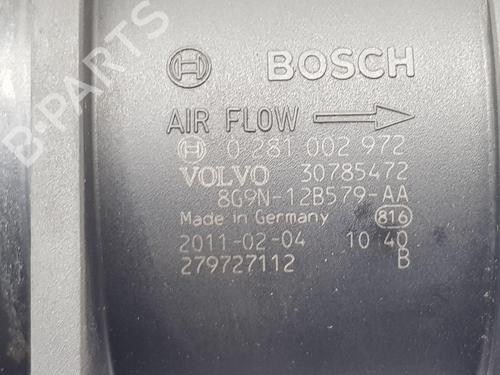 BOSCH
AIR FLOW
0 281 002 972
VOLVO 30785472
8G9N-12B579-AA
Made in Germany 816
2011-02-04 10 40
279727112 B
B-PARTS